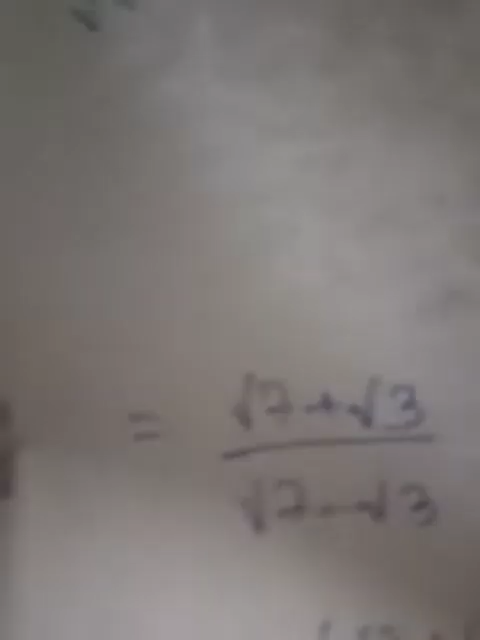 = √2+√3
√2-√3